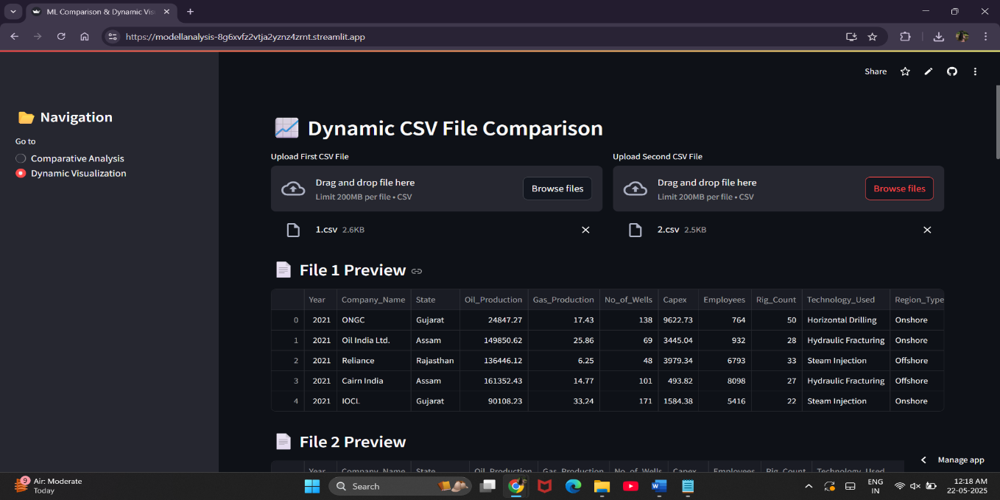 ML Comparison & Dynamic Vis
https://modellanalysis-8g6xvfz2vtja2yznz4zrnt.streamlit.app
Share
Navigation
Go to
Comparative Analysis
Dynamic Visualization
Dynamic CSV File Comparison
Upload First CSV File
Upload Second CSV File
Drag and drop file here
Limit 200MB per file • CSV
Browse files
Drag and drop file here
Limit 200MB per file • CSV
Browse files
1.csv 2.6KB
2.csv 2.5KB
File 1 Preview
Year Company_Name State Oil_Production Gas_Production No_of_Wells Capex Employees Rig_Count Technology_Used Region_Type
0 2021 ONGC Gujarat 24847.27 17.43 138 9622.73 764 50 Horizontal Drilling Onshore
1 2021 Oil India Ltd. Assam 149850.62 25.86 69 3445.04 932 28 Hydraulic Fracturing Onshore
2 2021 Reliance Rajasthan 136446.12 6.25 48 3979.34 6793 33 Steam Injection Offshore
3 2021 Cairn India Assam 161352.43 14.77 101 493.82 8098 27 Hydraulic Fracturing Offshore
4 2021 IOCL Gujarat 90108.23 33.24 171 1584.38 5416 22 Steam Injection Onshore
File 2 Preview
Year Company_Name State Oil_Production Gas_Production No_of_Wells Capex Employees Rig_Count Technology_Used
Manage app
9
Air: Moderate
Today
Search
ENG
IN
12:18 AM
22-05-2025